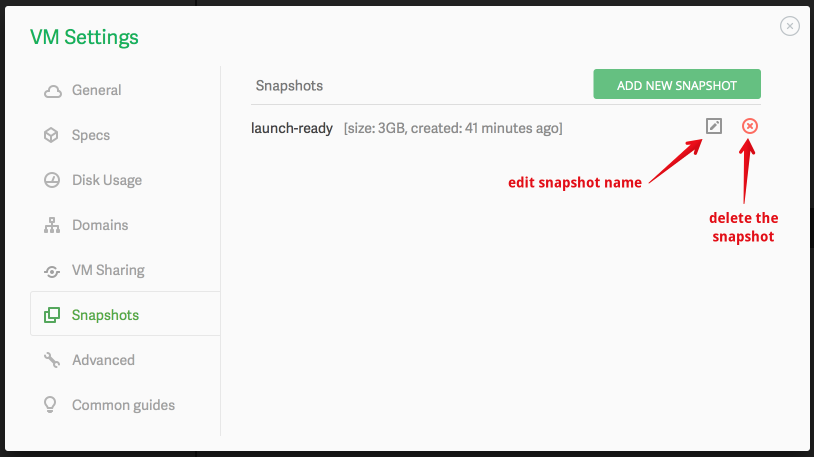 VM Settings
General
Specs
Disk Usage
Domains
VM Sharing
Snapshots
Advanced
Common guides
Snapshots
ADD NEW SNAPSHOT
launch-ready [size: 3GB, created: 41 minutes ago]
edit snapshot name
delete the
snapshot